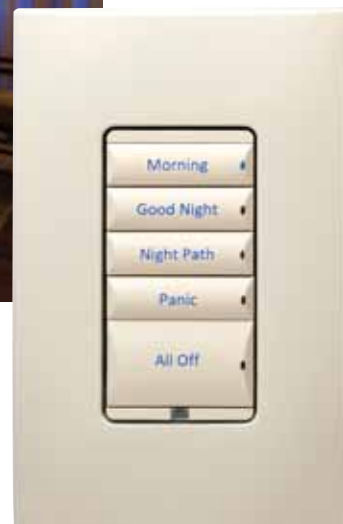 Morning
Good Night
Night Path
Panic
All Off